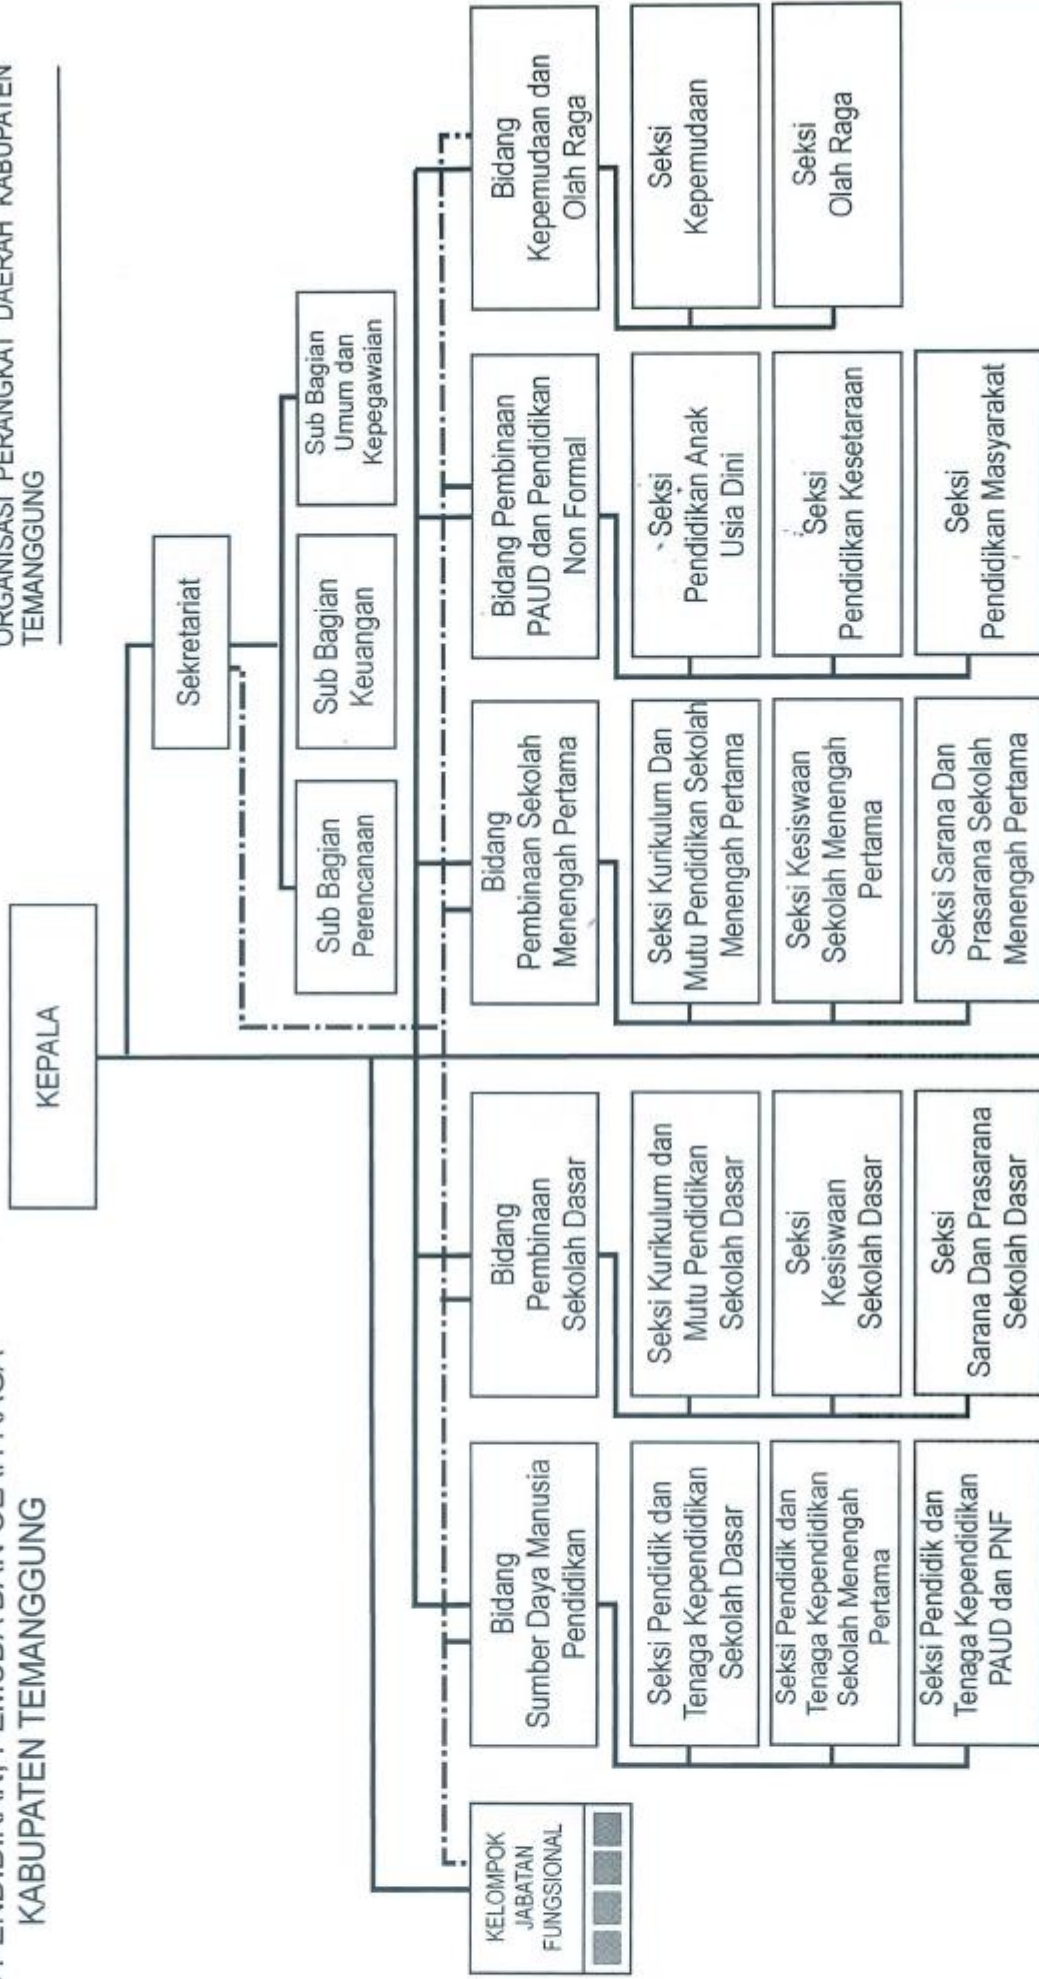 KABUPATEN TEMANGGUNG
ORGANISASI PERANGKAT DAERAH KABUPATEN
TEMANGGUNG
KEPALA
Sekretariat
Sub Bagian
Perencanaan
Sub Bagian
Keuangan
Sub Bagian
Umum dan
Kepegawaian
KELOMPOK
JABATAN
FUNGSIONAL
Bidang
Sumber Daya Manusia
Pendidikan
Seksi Pendidik dan
Tenaga Kependidikan
Sekolah Dasar
Seksi Pendidik dan
Tenaga Kependidikan
Sekolah Menengah
Pertama
Seksi Pendidik dan
Tenaga Kependidikan
PAUD dan PNF
Bidang
Pembinaan
Sekolah Dasar
Seksi Kurikulum dan
Mutu Pendidikan
Sekolah Dasar
Seksi
Kesiswaan
Sekolah Dasar
Seksi
Sarana Dan Prasarana
Sekolah Dasar
Bidang
Pembinaan Sekolah
Menengah Pertama
Seksi Kurikulum Dan
Mutu Pendidikan Sekolah
Menengah Pertama
Seksi Kesiswaan
Sekolah Menengah
Pertama
Seksi Sarana Dan
Prasarana Sekolah
Menengah Pertama
Bidang Pembinaan
PAUD dan Pendidikan
Non Formal
Seksi
Pendidikan Anak
Usia Dini
Seksi
Pendidikan Kesetaraan
Seksi
Pendidikan Masyarakat
Bidang
Kepemudaan dan
Olah Raga
Seksi
Kepemudaan
Seksi
Olah Raga